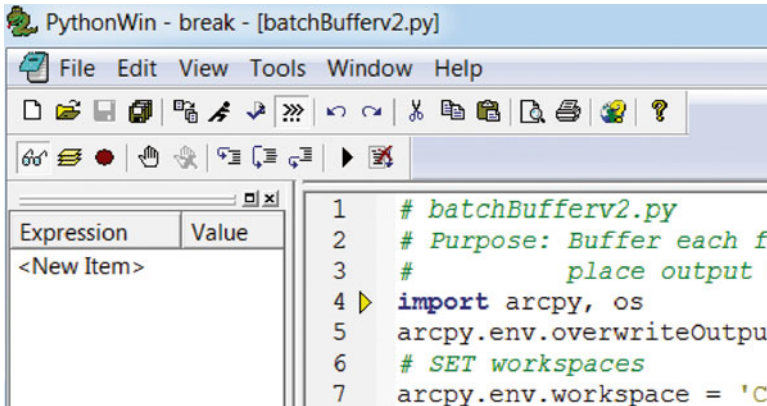 PythonWin - break - [batchBufferv2.py]
File Edit View Tools Window Help
Expression Value
<New Item>
1 # batchBufferv2.py
2 # Purpose: Buffer each f
3 # place output
4 import arcpy, os
5 arcpy.env.overwriteOutpu
6 # SET workspaces
7 arcpy.env.workspace = 'C